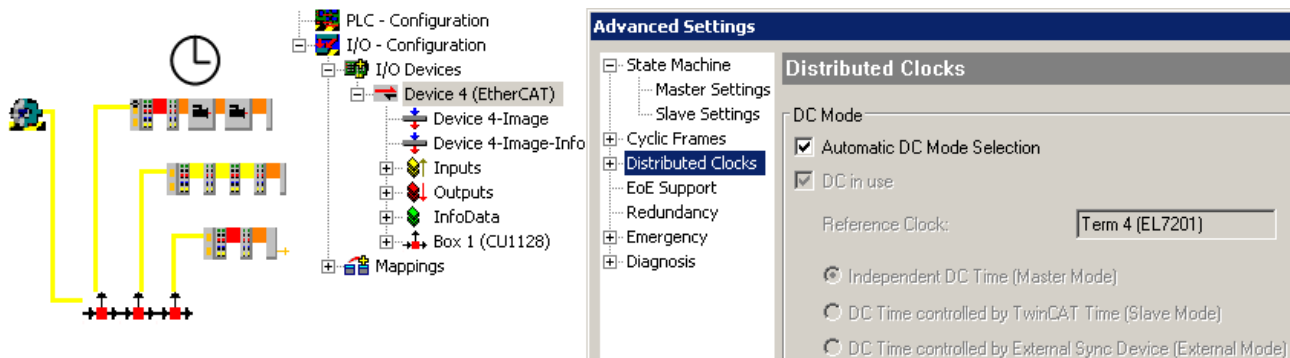 PLC - Configuration
I/O - Configuration
I/O Devices
Device 4 (EtherCAT)
Device 4-Image
Device 4-Image-Info
Inputs
Outputs
InfoData
Box 1 (CU1128)
Mappings
Advanced Settings
State Machine
Master Settings
Slave Settings
Cyclic Frames
Distributed Clocks
EoE Support
Redundancy
Emergency
Diagnosis
Distributed Clocks
DC Mode
Automatic DC Mode Selection
DC in use
Reference Clock: Term 4 (EL7201)
Independent DC Time (Master Mode)
DC Time controlled by TwinCAT Time (Slave Mode)
DC Time controlled by External Sync Device (External Mode)